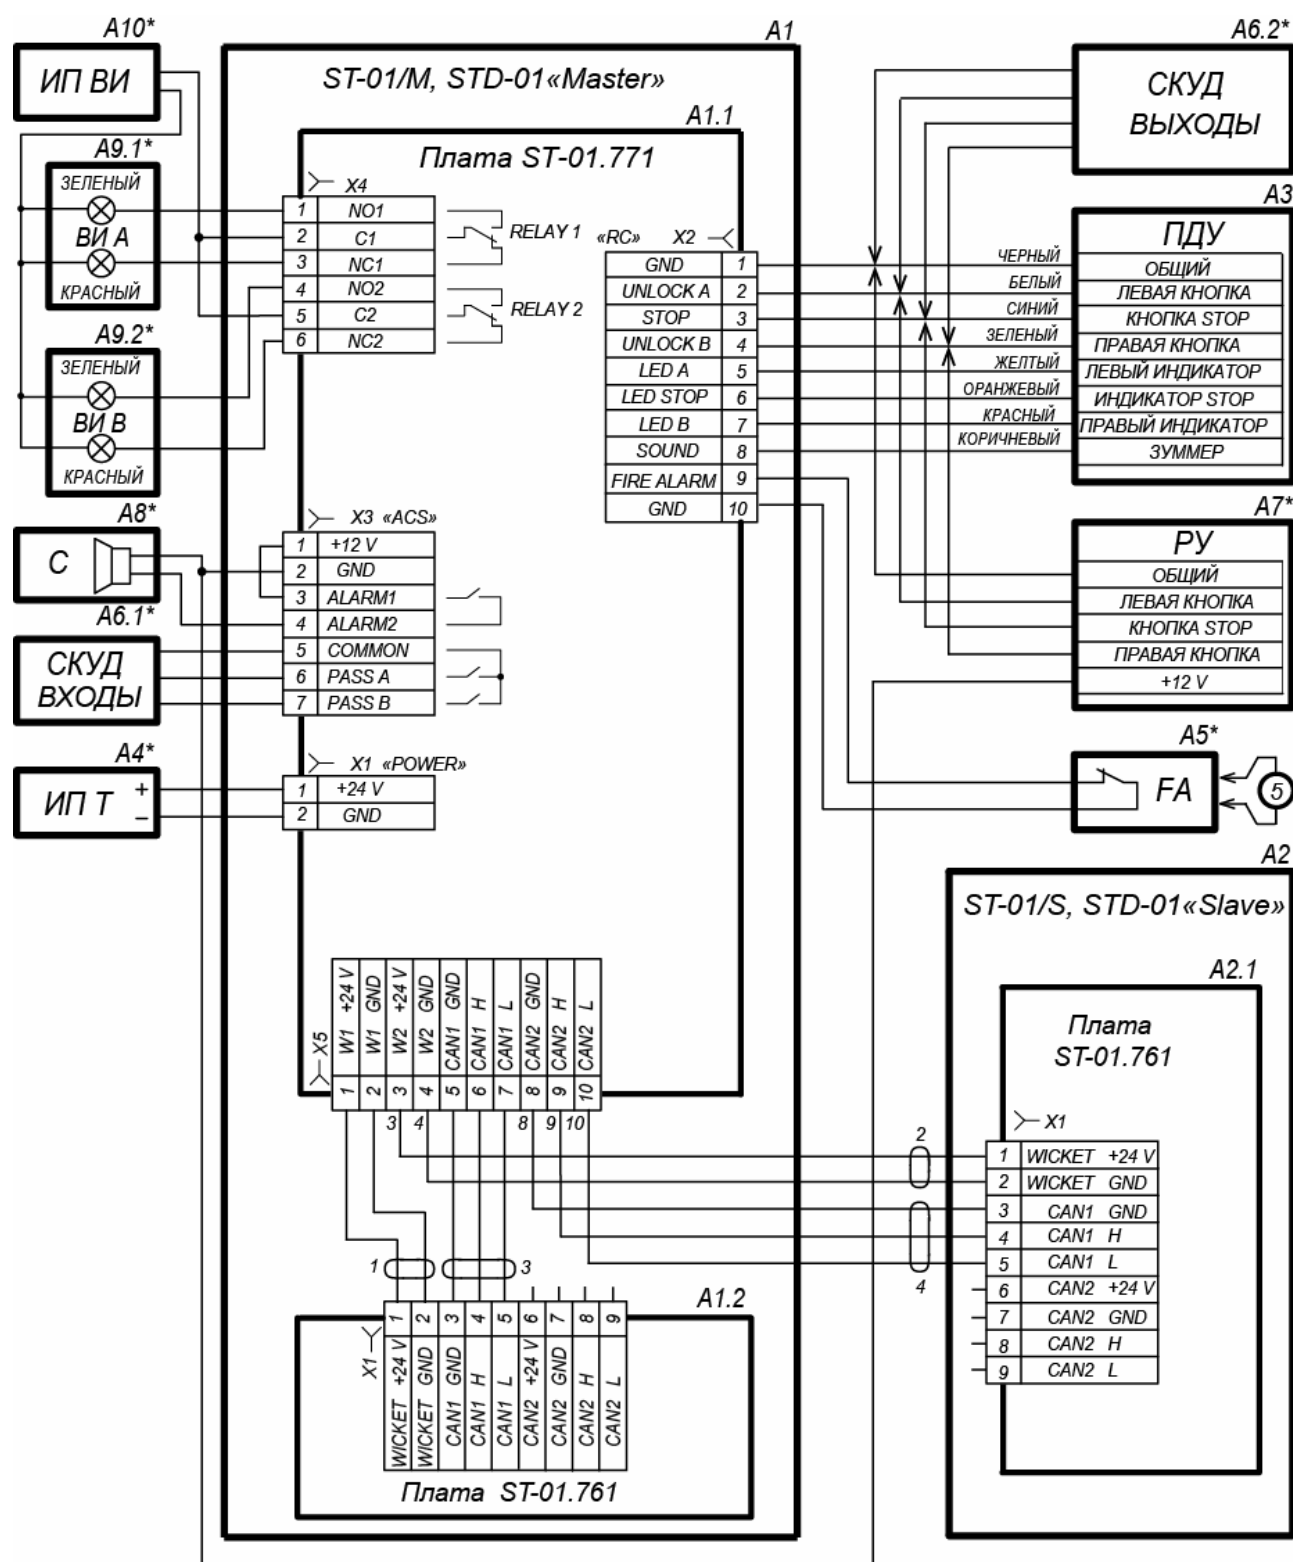 A10*
ИП ВИ
A9.1*
ЗЕЛЕНЫЙ
ВИ А
КРАСНЫЙ
A9.2*
ЗЕЛЕНЫЙ
ВИ В
КРАСНЫЙ
A8*
С
A6.1*
СКУД
ВХОДЫ
A4*
ИП Т
+
−
A1
ST-01/M, STD-01«Master»
A1.1
Плата ST-01.771
X4
1 NO1
2 C1
3 NC1
4 NO2
5 C2
6 NC2
RELAY 1
RELAY 2
X3 «ACS»
1 +12 V
2 GND
3 ALARM1
4 ALARM2
5 COMMON
6 PASS A
7 PASS B
X1 «POWER»
1 +24 V
2 GND
«RC» X2
GND 1
UNLOCK A 2
STOP 3
UNLOCK B 4
LED A 5
LED STOP 6
LED B 7
SOUND 8
FIRE ALARM 9
GND 10
ЧЕРНЫЙ
БЕЛЫЙ
СИНИЙ
ЗЕЛЕНЫЙ
ЖЕЛТЫЙ
ОРАНЖЕВЫЙ
КРАСНЫЙ
КОРИЧНЕВЫЙ
A6.2*
СКУД
ВЫХОДЫ
A3
ПДУ
ОБЩИЙ
ЛЕВАЯ КНОПКА
КНОПКА STOP
ПРАВАЯ КНОПКА
ЛЕВЫЙ ИНДИКАТОР
ИНДИКАТОР STOP
ПРАВЫЙ ИНДИКАТОР
ЗУММЕР
A7*
РУ
ОБЩИЙ
ЛЕВАЯ КНОПКА
КНОПКА STOP
ПРАВАЯ КНОПКА
+12 V
A5*
FA
5
X5
1 W1 +24 V
2 W1 GND
3 W2 +24 V
4 W2 GND
5 CAN1 GND
6 CAN1 H
7 CAN1 L
8 CAN2 GND
9 CAN2 H
10 CAN2 L
3 4 8 9 10
2
4
1
3
A1.2
X1
1 WICKET +24 V
2 WICKET GND
3 CAN1 GND
4 CAN1 H
5 CAN1 L
6 CAN2 +24 V
7 CAN2 GND
8 CAN2 H
9 CAN2 L
Плата ST-01.761
A2
ST-01/S, STD-01«Slave»
A2.1
Плата
ST-01.761
X1
1 WICKET +24 V
2 WICKET GND
3 CAN1 GND
4 CAN1 H
5 CAN1 L
6 CAN2 +24 V
7 CAN2 GND
8 CAN2 H
9 CAN2 L